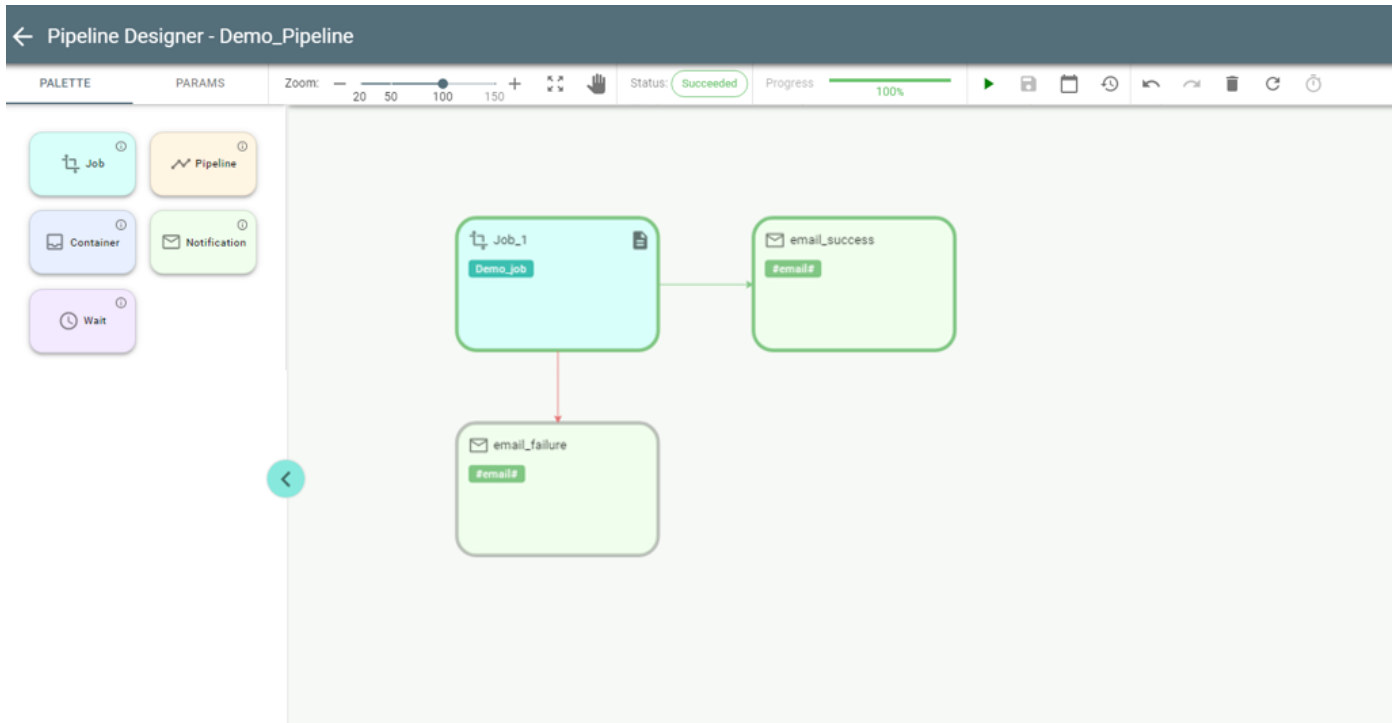 Pipeline Designer - Demo_Pipeline
PALETTE PARAMS Zoom: 20 50 100 150 Status: Succeeded Progress 100%
Job Pipeline
Container Notification
Wait
Job_1
Demo_job
email_success
#email#
email_failure
#email#